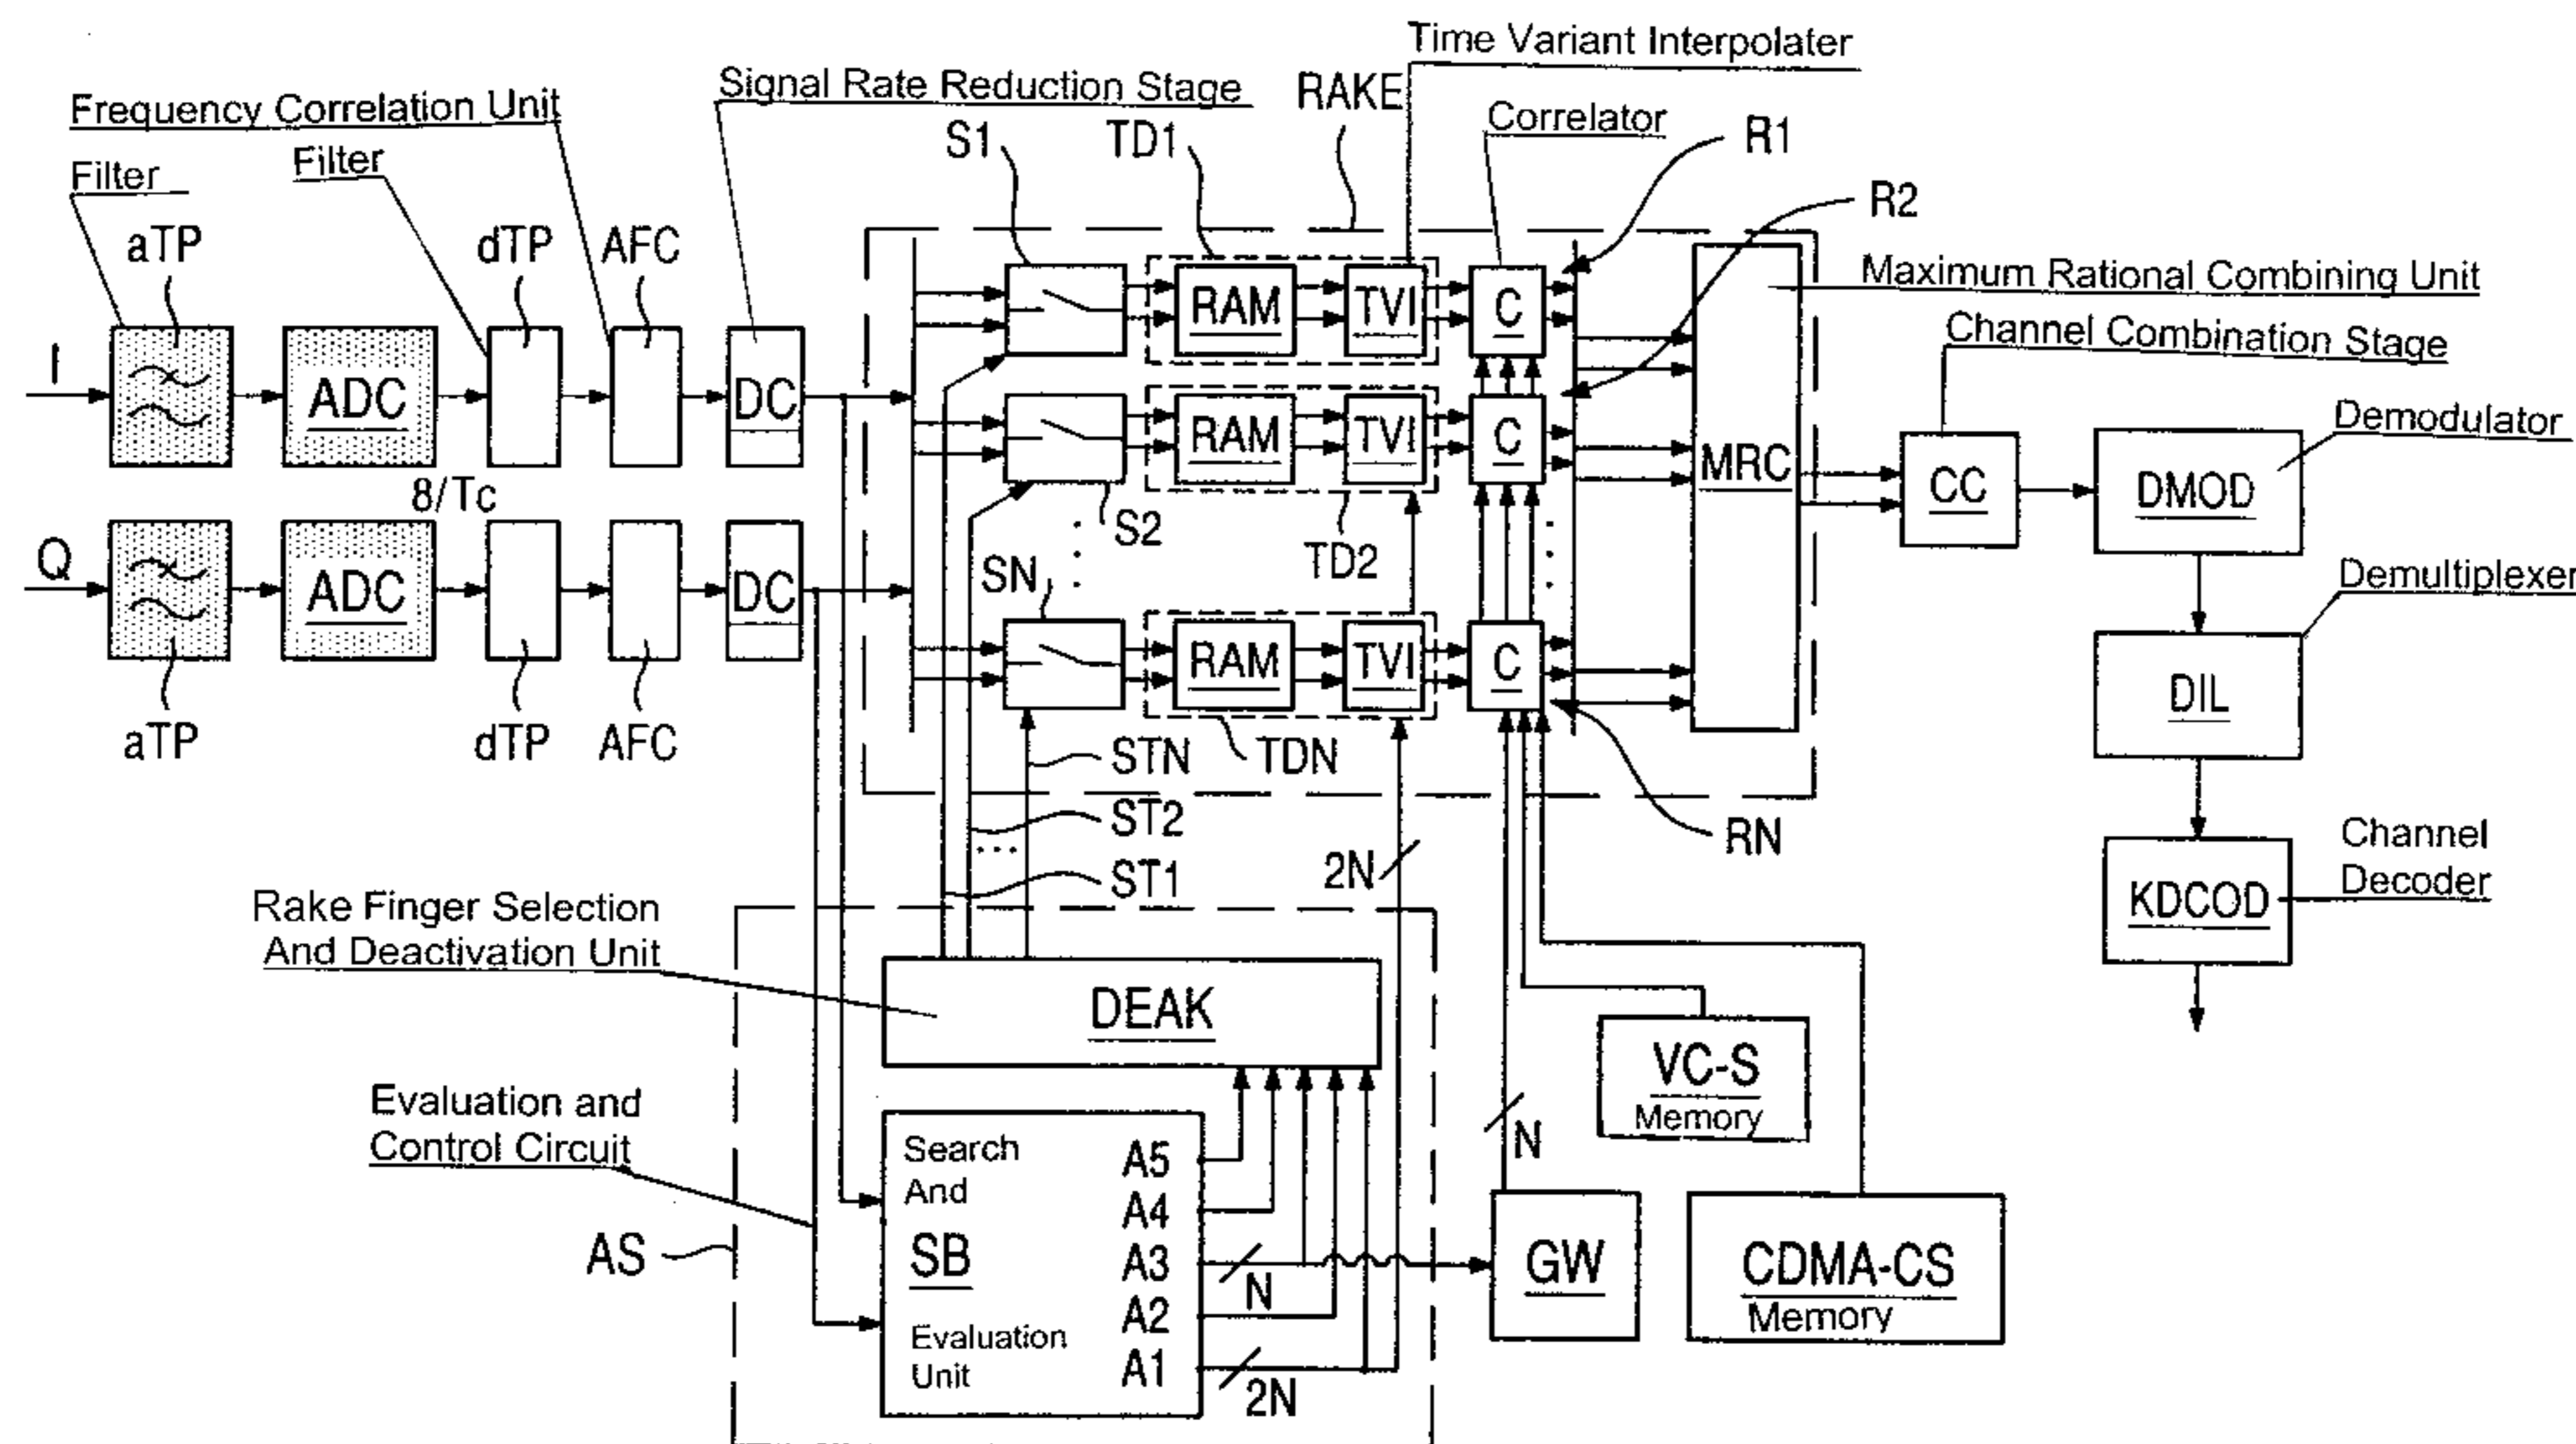 Time Variant Interpolater
Signal Rate Reduction Stage
RAKE
Frequency Correlation Unit
Correlator
S1
TD1
R1
Filter
Filter
R2
aTP
dTP
AFC
Maximum Rational Combining Unit
I
ADC
DC
RAM
TVI
C
Channel Combination Stage
8/Tc
RAM
TVI
C
MRC
CC
DMOD
Demodulator
S2
TD2
Q
ADC
DC
SN
Demultiplexer
RAM
TVI
C
DIL
aTP
dTP
AFC
STN
TDN
ST2
...
RN
ST1
2N
Channel
Decoder
KDCOD
Rake Finger Selection
And Deactivation Unit
DEAK
VC-S
Memory
Evaluation and
Control Circuit
Search
And
SB
Evaluation
Unit
A5
A4
A3
A2
A1
N
N
2N
AS
GW
CDMA-CS
Memory